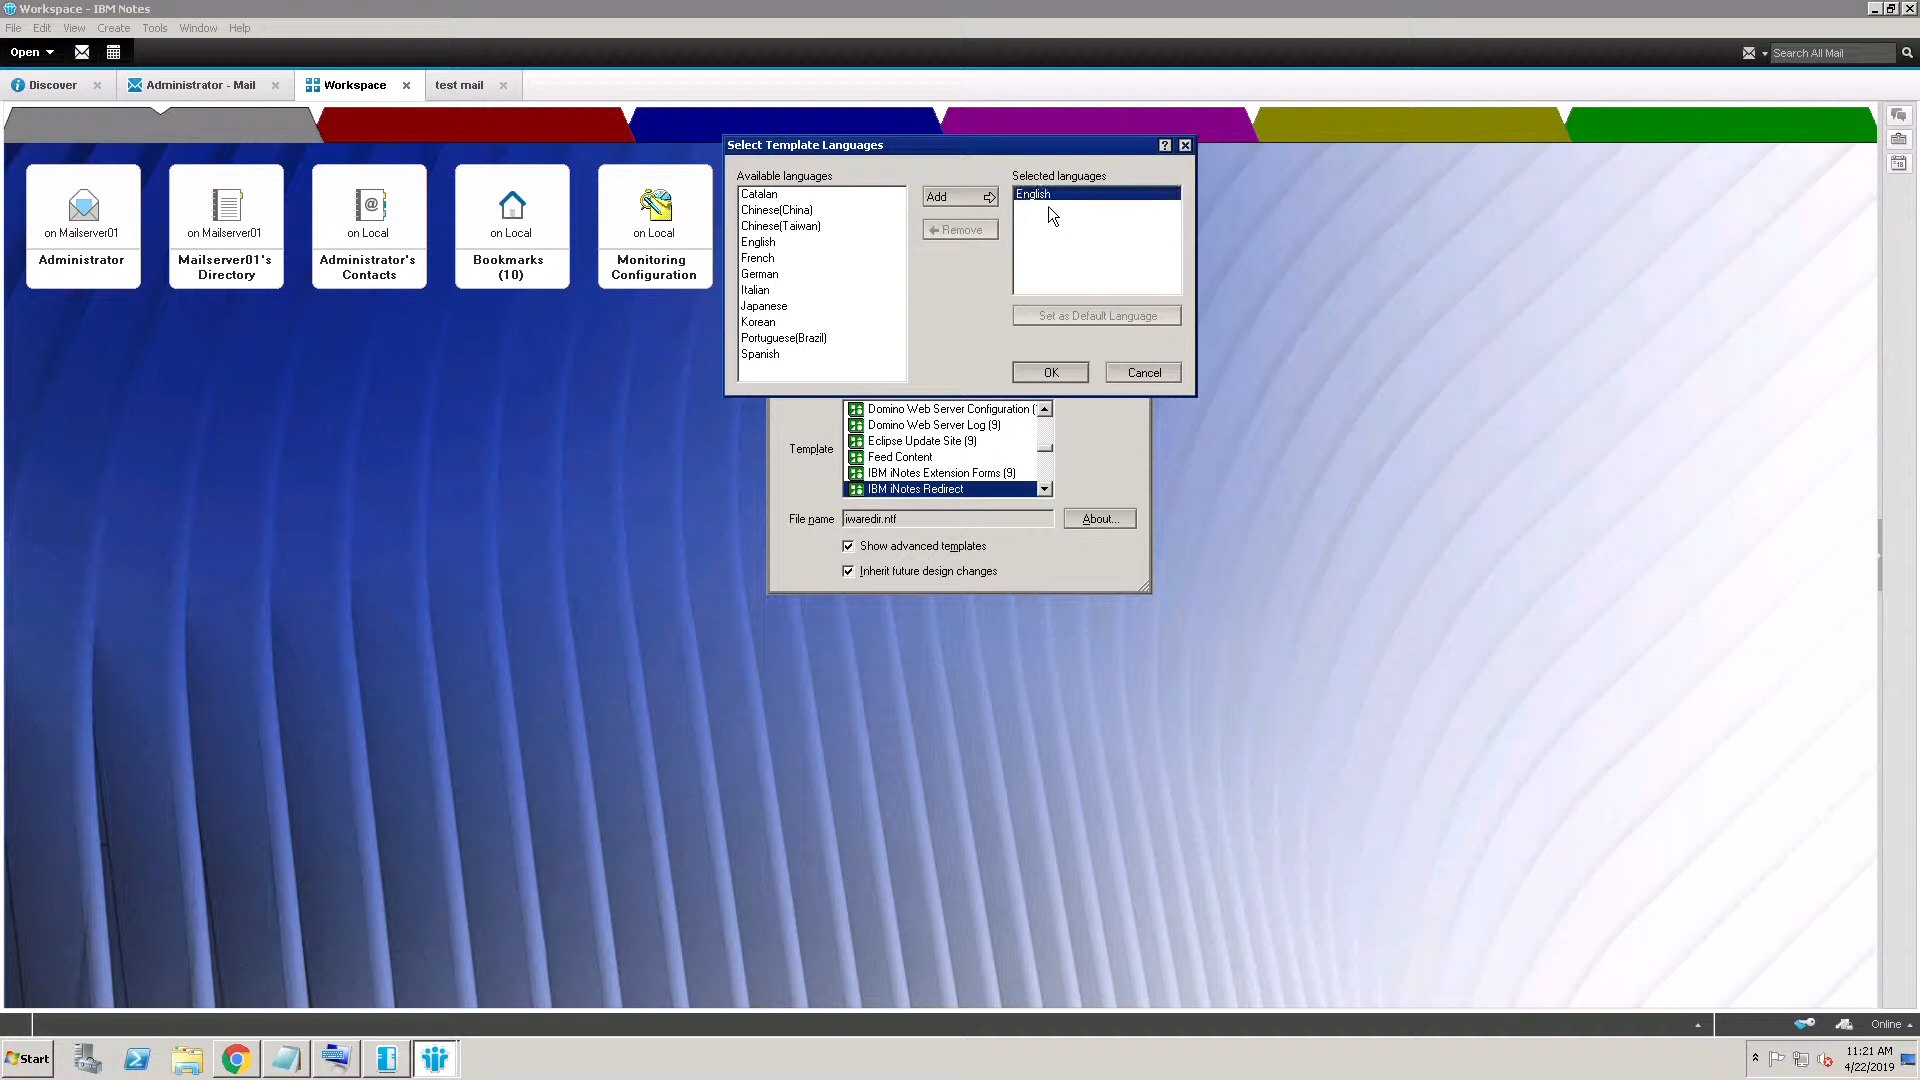 Workspace - IBM Notes
File Edit View Create Tools Window Help
Open Search All Mail
Discover Administrator - Mail Workspace test mail
Select Template Languages
Available languages
Catalan
Chinese(China)
Chinese(Taiwan)
English
French
German
Italian
Japanese
Korean
Portuguese(Brazil)
Spanish
Add
Remove
Selected languages
English
Set as Default Language
OK Cancel
on Mailserver01
Administrator
on Mailserver01
Mailserver01's
Directory
on Local
Administrator's
Contacts
on Local
Bookmarks
(10)
on Local
Monitoring
Configuration
Template
Domino Web Server Configuration (
Domino Web Server Log (9)
Eclipse Update Site (9)
Feed Content
IBM iNotes Extension Forms (9)
IBM iNotes Redirect
File name iwaredir.ntf About...
Show advanced templates
Inherit future design changes
Online
Start
11:21 AM
4/22/2019